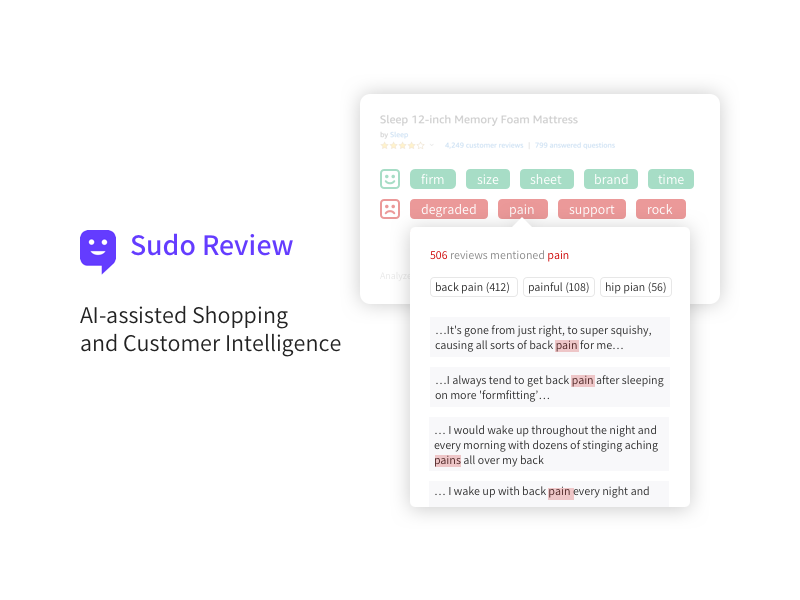 Sudo Review
AI-assisted Shopping
and Customer Intelligence
Sleep 12-inch Memory Foam Mattress
by Sleep
4,249 customer reviews | 799 answered questions
firm size sheet brand time
degraded pain support rock
Analyze
506 reviews mentioned pain
back pain (412) painful (108) hip pian (56)
…It's gone from just right, to super squishy,
causing all sorts of back pain for me…
…I always tend to get back pain after sleeping
on more 'formfitting'…
… I would wake up throughout the night and
every morning with dozens of stinging aching
pains all over my back
… I wake up with back pain every night and